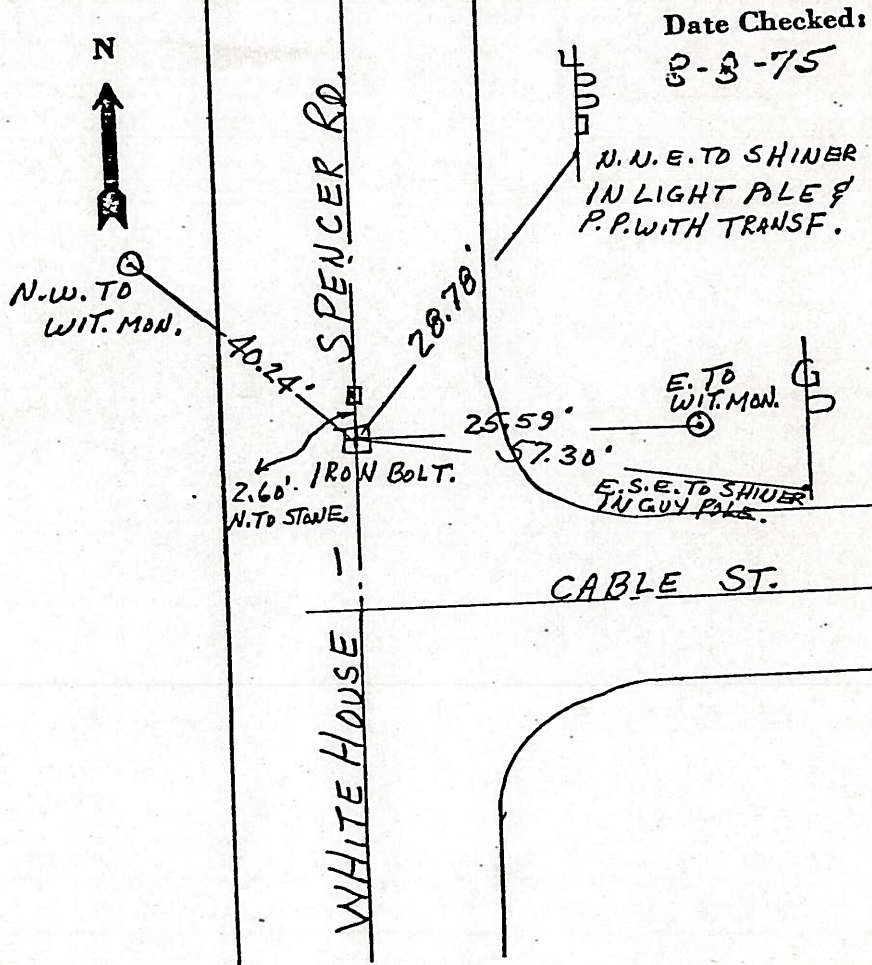 Date Checked:
8-8-75
N
N.N.E. TO SHINER
IN LIGHT POLE &
P.P. WITH TRANSF.
N.W. TO
WIT. MON.
40.24'
28.78'
E. TO
WIT. MON.
25.59'
57.30'
E.S.E. TO SHINER
IN GUY POLE.
IRON BOLT.
2.60'
N. TO STONE.
CABLE ST.
WHITE HOUSE — SPENCER RD.